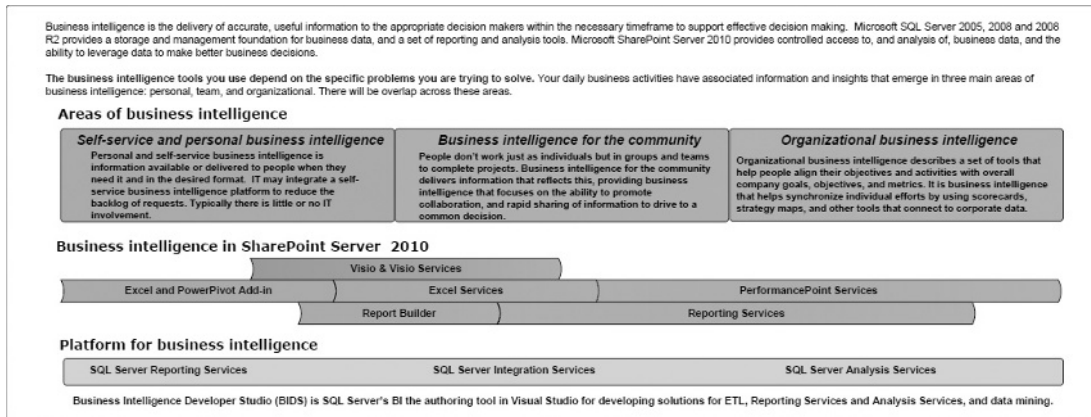 Business intelligence is the delivery of accurate, useful information to the appropriate decision makers within the necessary timeframe to support effective decision making. Microsoft SQL Server 2005, 2008 and 2008
R2 provides a storage and management foundation for business data, and a set of reporting and analysis tools. Microsoft SharePoint Server 2010 provides controlled access to, and analysis of, business data, and the
ability to leverage data to make better business decisions.
The business intelligence tools you use depend on the specific problems you are trying to solve. Your daily business activities have associated information and insights that emerge in three main areas of
business intelligence: personal, team, and organizational. There will be overlap across these areas.
Areas of business intelligence
Self-service and personal business intelligence
Personal and self-service business intelligence is
information available or delivered to people when they
need it and in the desired format. IT may integrate a self-
service business intelligence platform to reduce the
backlog of requests. Typically there is little or no IT
involvement.
Business intelligence for the community
People don't work just as individuals but in groups and teams
to complete projects. Business intelligence for the community
delivers information that reflects this, providing business
intelligence that focuses on the ability to promote
collaboration, and rapid sharing of information to drive to a
common decision.
Organizational business intelligence
Organizational business intelligence describes a set of tools that
help people align their objectives and activities with overall
company goals, objectives, and metrics. It is business intelligence
that helps synchronize individual efforts by using scorecards,
strategy maps, and other tools that connect to corporate data.
Business intelligence in SharePoint Server 2010
Visio & Visio Services
Excel and PowerPivot Add-in
Excel Services
PerformancePoint Services
Report Builder
Reporting Services
Platform for business intelligence
SQL Server Reporting Services
SQL Server Integration Services
SQL Server Analysis Services
Business Intelligence Developer Studio (BIDS) is SQL Server's BI the authoring tool in Visual Studio for developing solutions for ETL, Reporting Services and Analysis Services, and data mining.